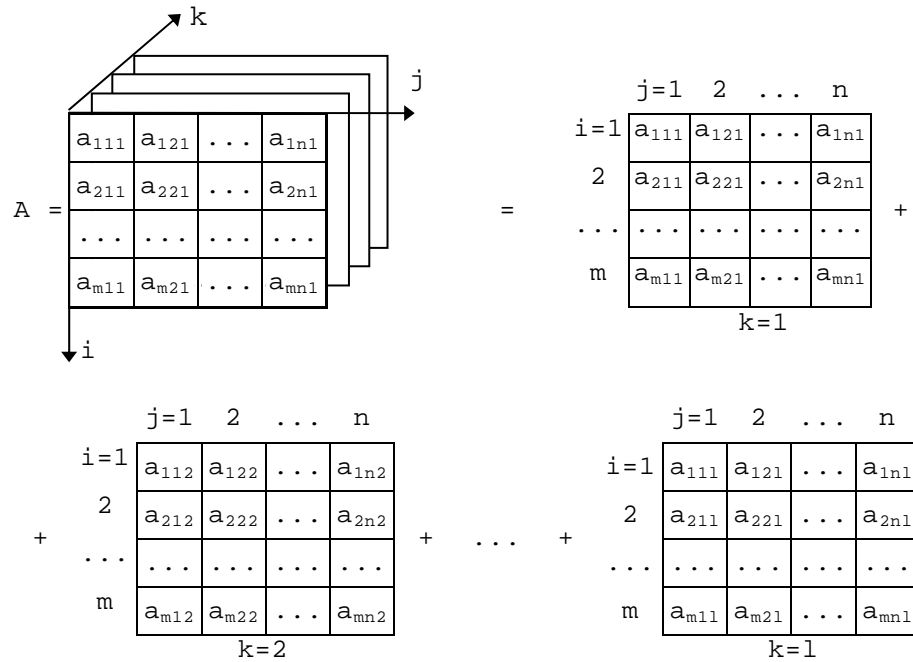 k
j
a111 a121 ... a1n1
a211 a221 ... a2n1
A =
... ... ... ...
am11 am21 ... amn1
i
=
j=1 2 ... n
i=1 a111 a121 ... a1n1
2 a211 a221 ... a2n1
... ... ... ... ...
m am11 am21 ... amn1
k=1
+
+
j=1 2 ... n
i=1 a112 a122 ... a1n2
2 a212 a222 ... a2n2
... ... ... ... ...
m am12 am22 ... amn2
k=2
+ ... +
j=1 2 ... n
i=1 a11l a12l ... a1nl
2 a21l a22l ... a2nl
... ... ... ... ...
m am1l am2l ... amnl
k=l